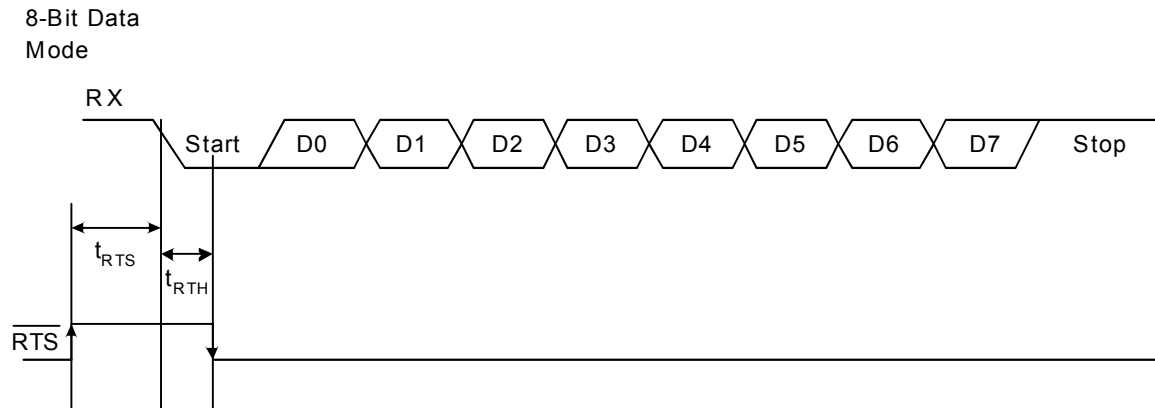 8-Bit Data
Mode
RX
Start D0 D1 D2 D3 D4 D5 D6 D7 Stop
tRTS
tRTH
RTS